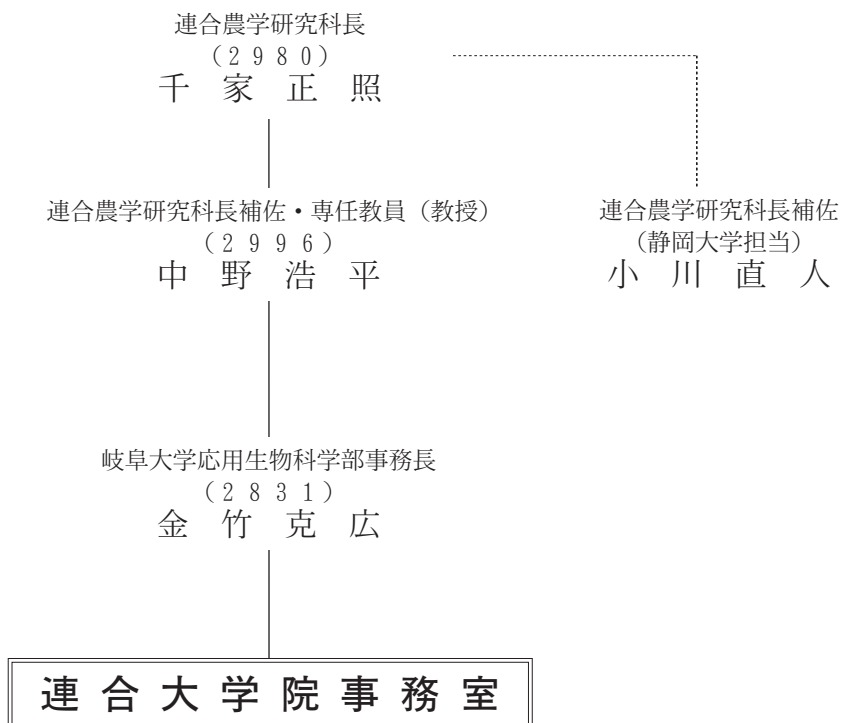 連合農学研究科長
(2980)
千家正照
連合農学研究科長補佐・専任教員（教授）
(2996)
中野浩平
連合農学研究科長補佐
（静岡大学担当）
小川直人
岐阜大学応用生物科学部事務長
(2831)
金竹克広
連合大学院事務室